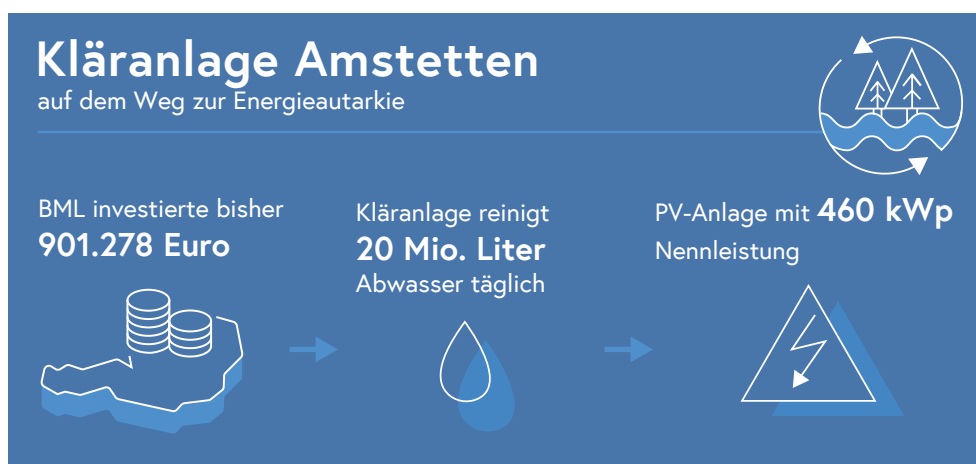 Kläranlage Amstetten
auf dem Weg zur Energieautarkie
BML investierte bisher
901.278 Euro
Kläranlage reinigt
20 Mio. Liter
Abwasser täglich
PV-Anlage mit 460 kWp
Nennleistung